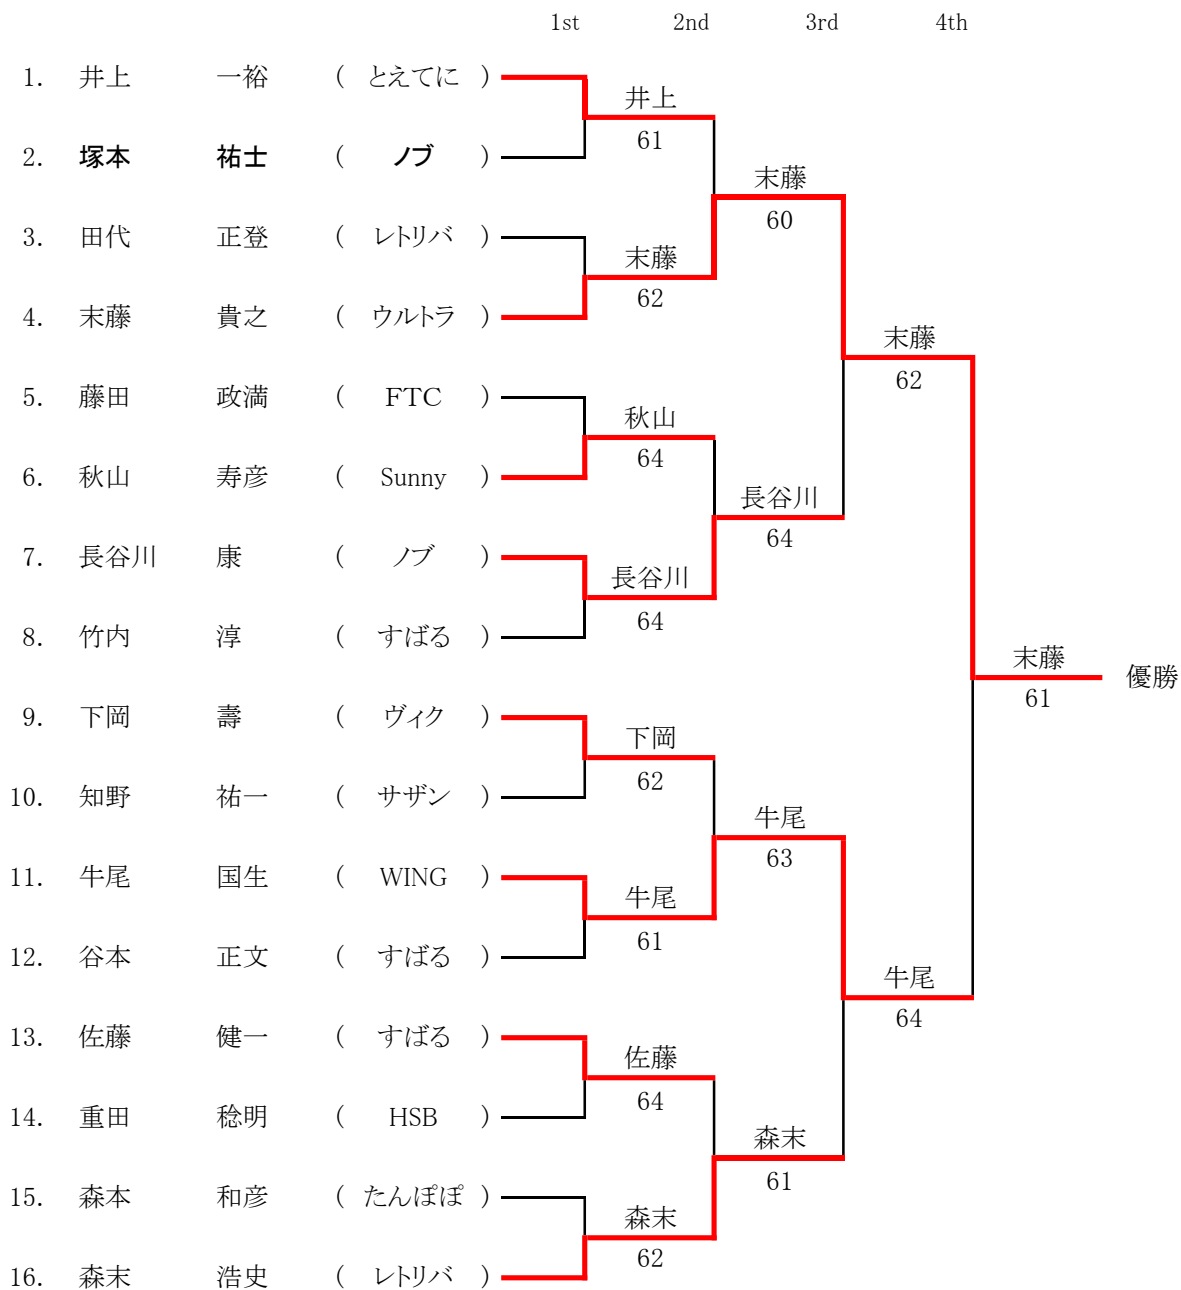 1st 2nd 3rd 4th
1. 井上 一裕 ( とえてに )
井上
61
2. 塚本 祐士 ( ノブ )
末藤
60
3. 田代 正登 ( レトリバ )
末藤
62
4. 末藤 貴之 ( ウルトラ )
末藤
62
5. 藤田 政満 ( FTC )
秋山
64
6. 秋山 寿彦 ( Sunny )
長谷川
64
7. 長谷川 康 ( ノブ )
長谷川
64
8. 竹内 淳 ( すばる )
末藤 優勝
61
9. 下岡 壽 ( ヴィク )
下岡
62
10. 知野 祐一 ( サザン )
牛尾
63
11. 牛尾 国生 ( WING )
牛尾
61
12. 谷本 正文 ( すばる )
牛尾
64
13. 佐藤 健一 ( すばる )
佐藤
64
14. 重田 稔明 ( HSB )
森末
61
15. 森本 和彦 ( たんぽぽ )
森末
62
16. 森末 浩史 ( レトリバ )